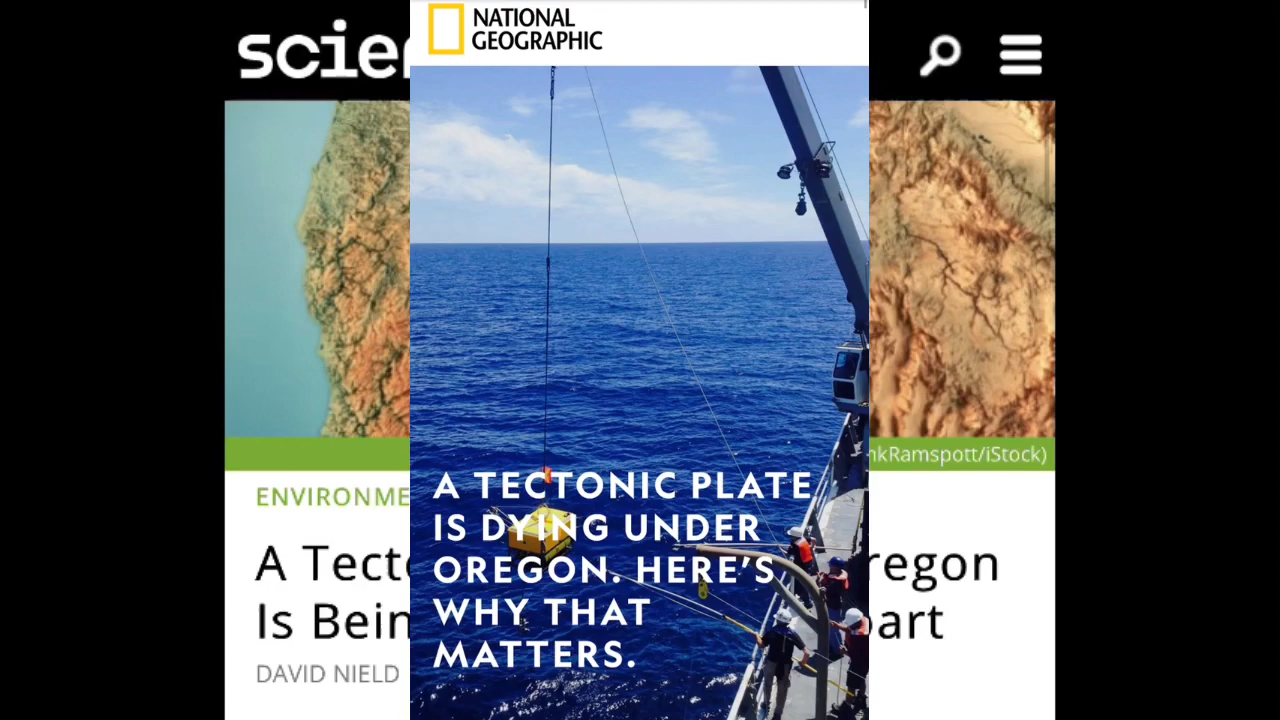 NATIONAL
GEOGRAPHIC
scie
nkRamspott/iStock)
ENVIRONME
A Tect
regon
Is Bein
part
DAVID NIELD
A TECTONIC PLATE
IS DYING UNDER
OREGON. HERE'S
WHY THAT
MATTERS.